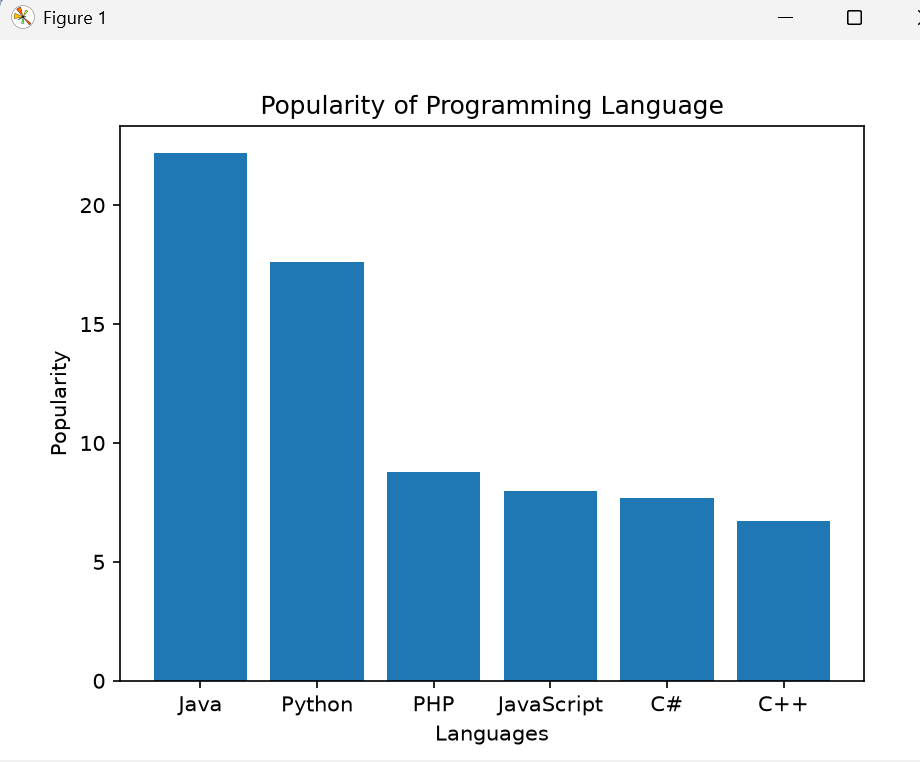 Figure 1
Popularity of Programming Language
20
15
10
5
0
Popularity
Java Python PHP JavaScript C# C++
Languages